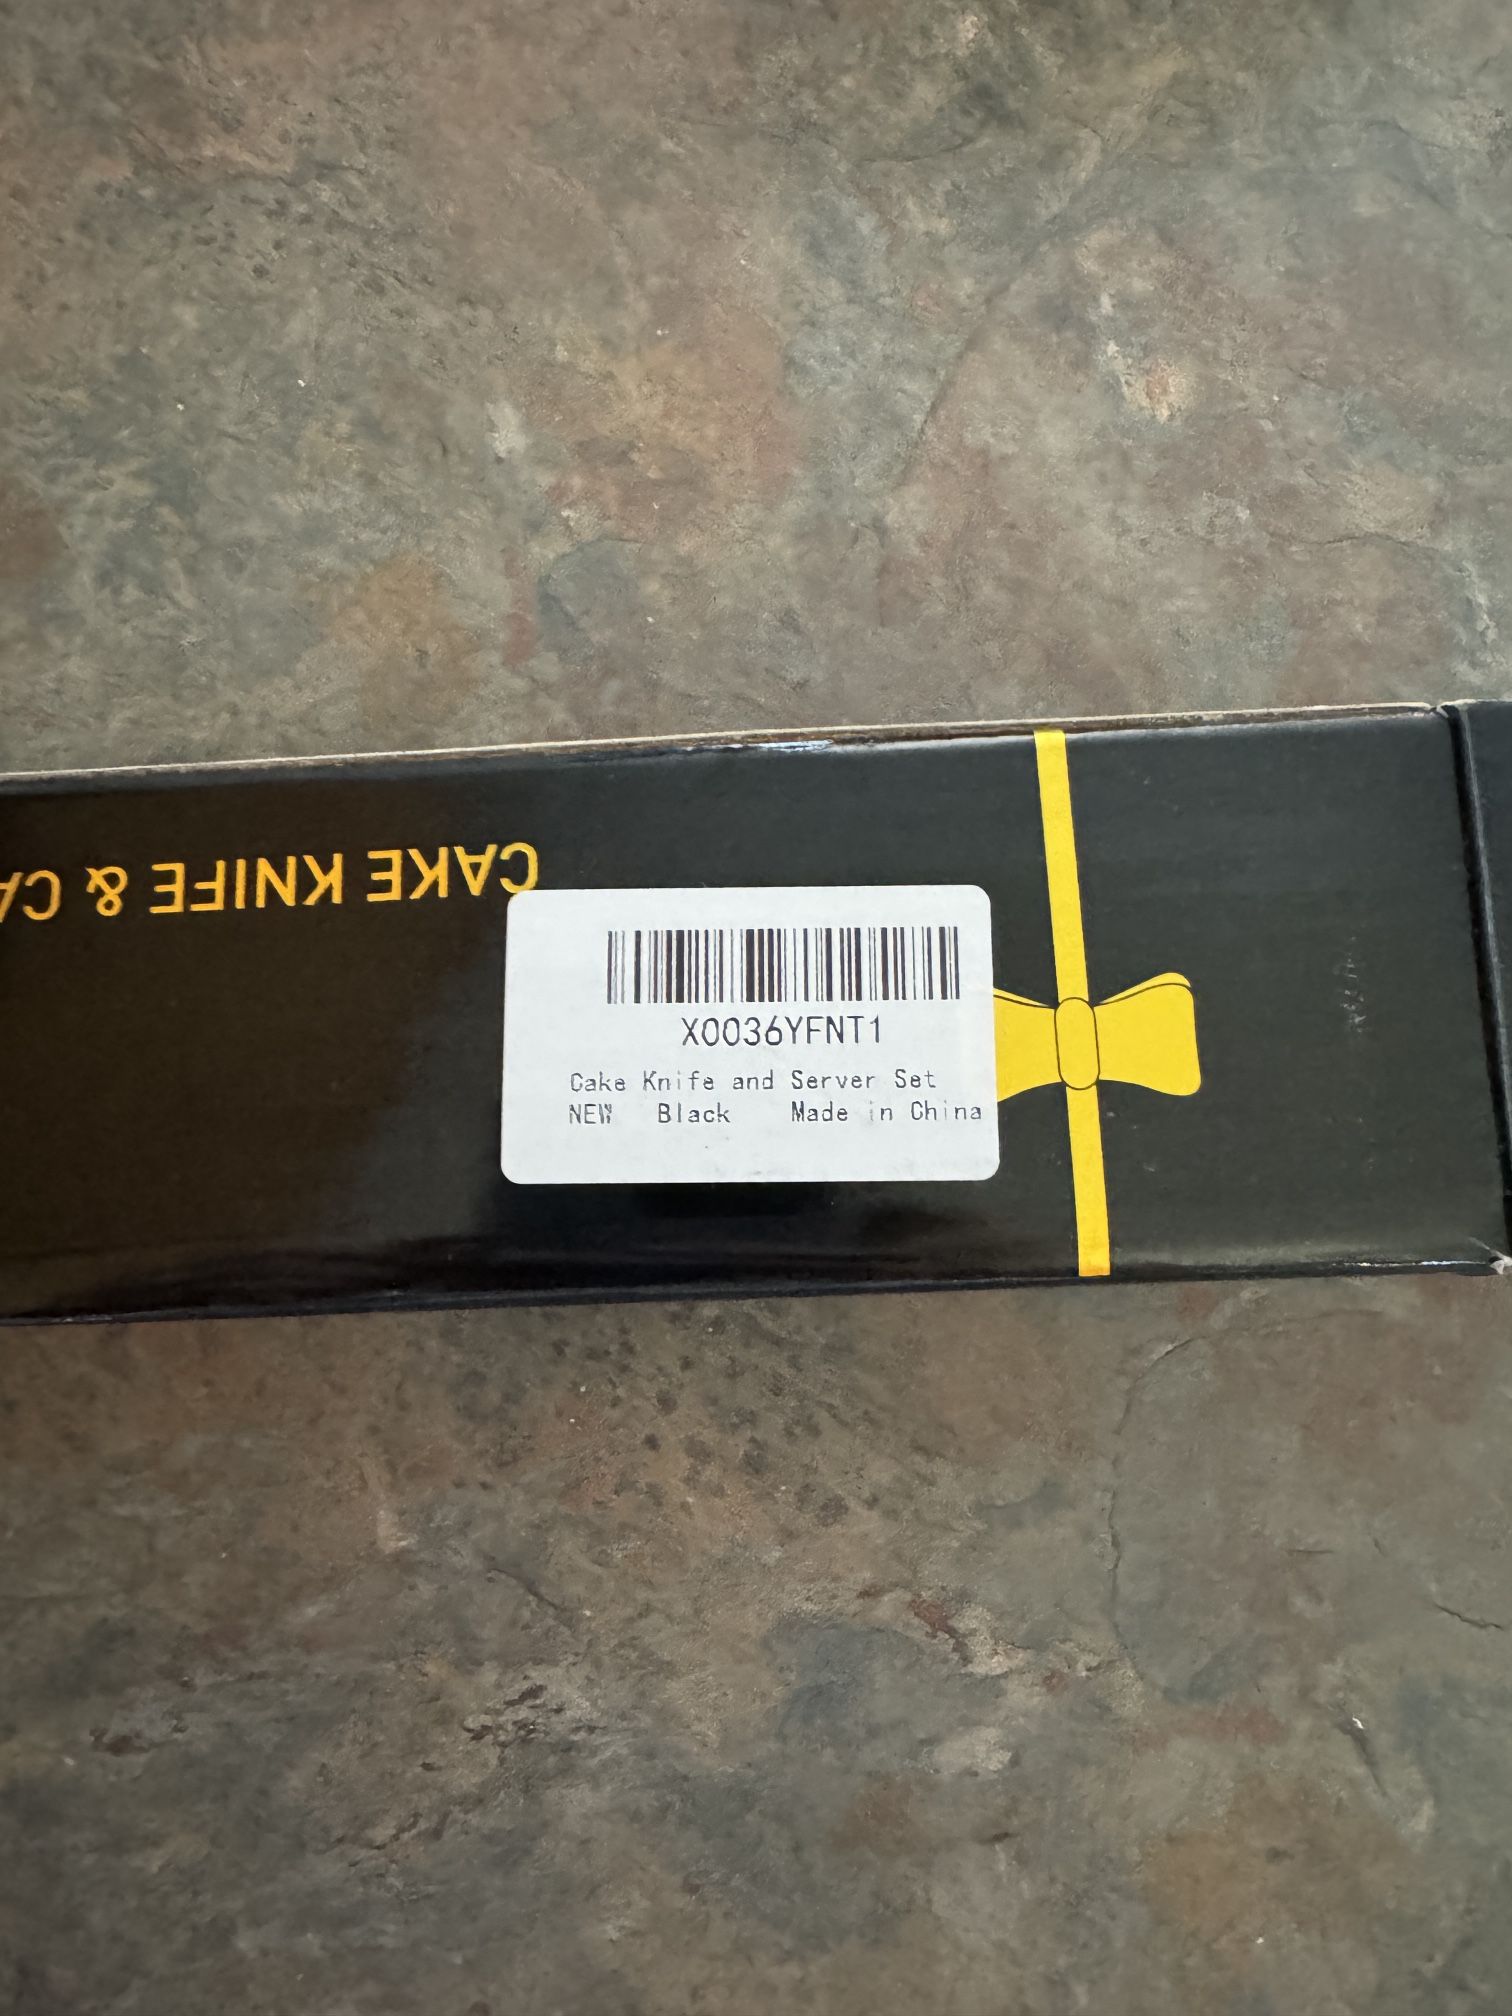 CAKE KNIFE & CA
X0036YFNT1
Cake Knife and Server Set
NEW Black Made in China